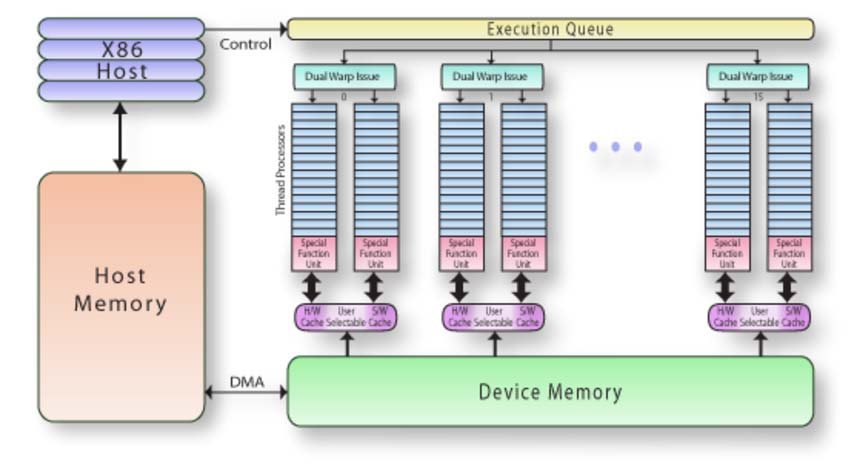 X86
Host
Control
Execution Queue
Dual Warp Issue
Dual Warp Issue
Dual Warp Issue
0
1
15
Thread Processors
Special
Function
Unit
Special
Function
Unit
Special
Function
Unit
Special
Function
Unit
Special
Function
Unit
Special
Function
Unit
H/W User S/W
Cache Selectable Cache
H/W User S/W
Cache Selectable Cache
H/W User S/W
Cache Selectable Cache
Host
Memory
DMA
Device Memory